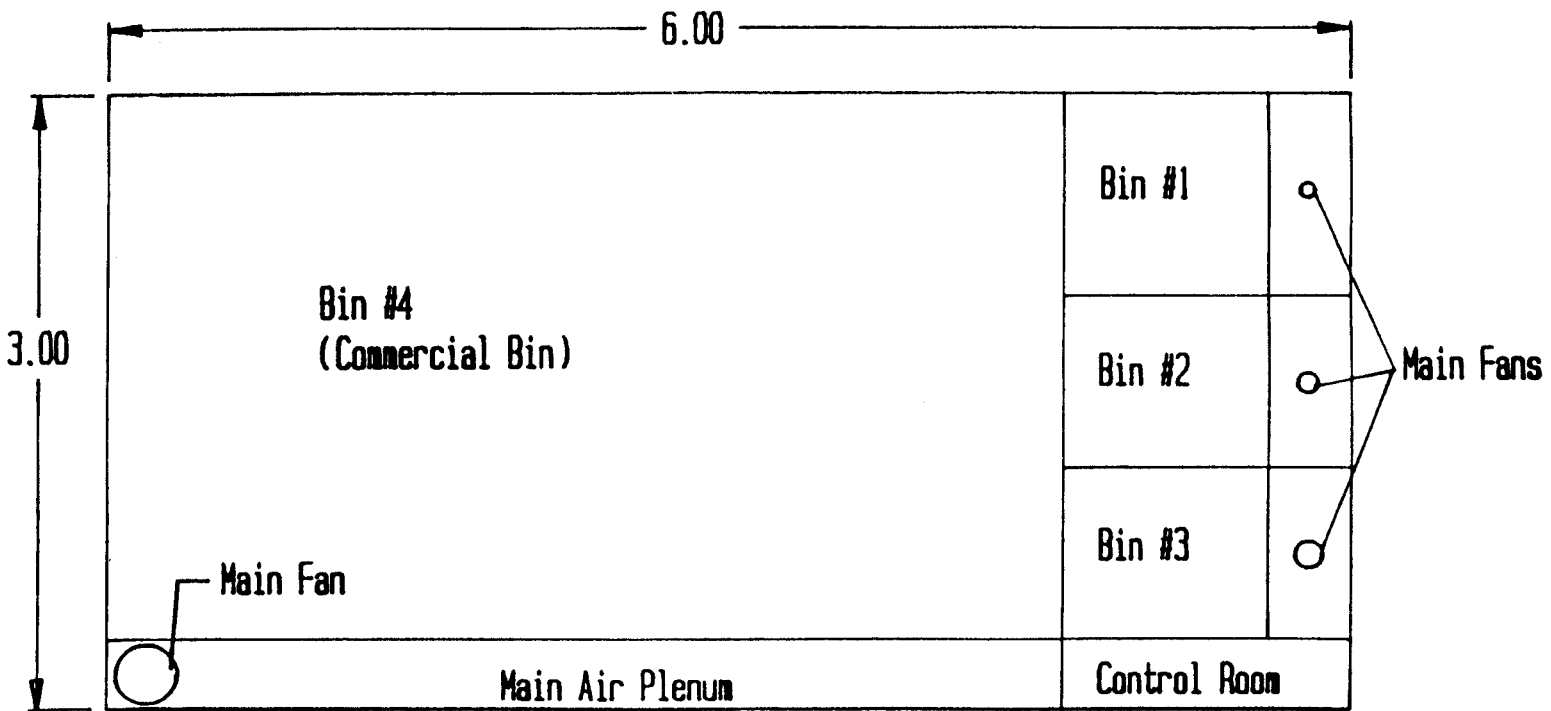 6.00
Bin #1
3.00
Bin #4
(Commercial Bin)
Bin #2
Main Fans
Bin #3
Main Fan
Main Air Plenum
Control Room